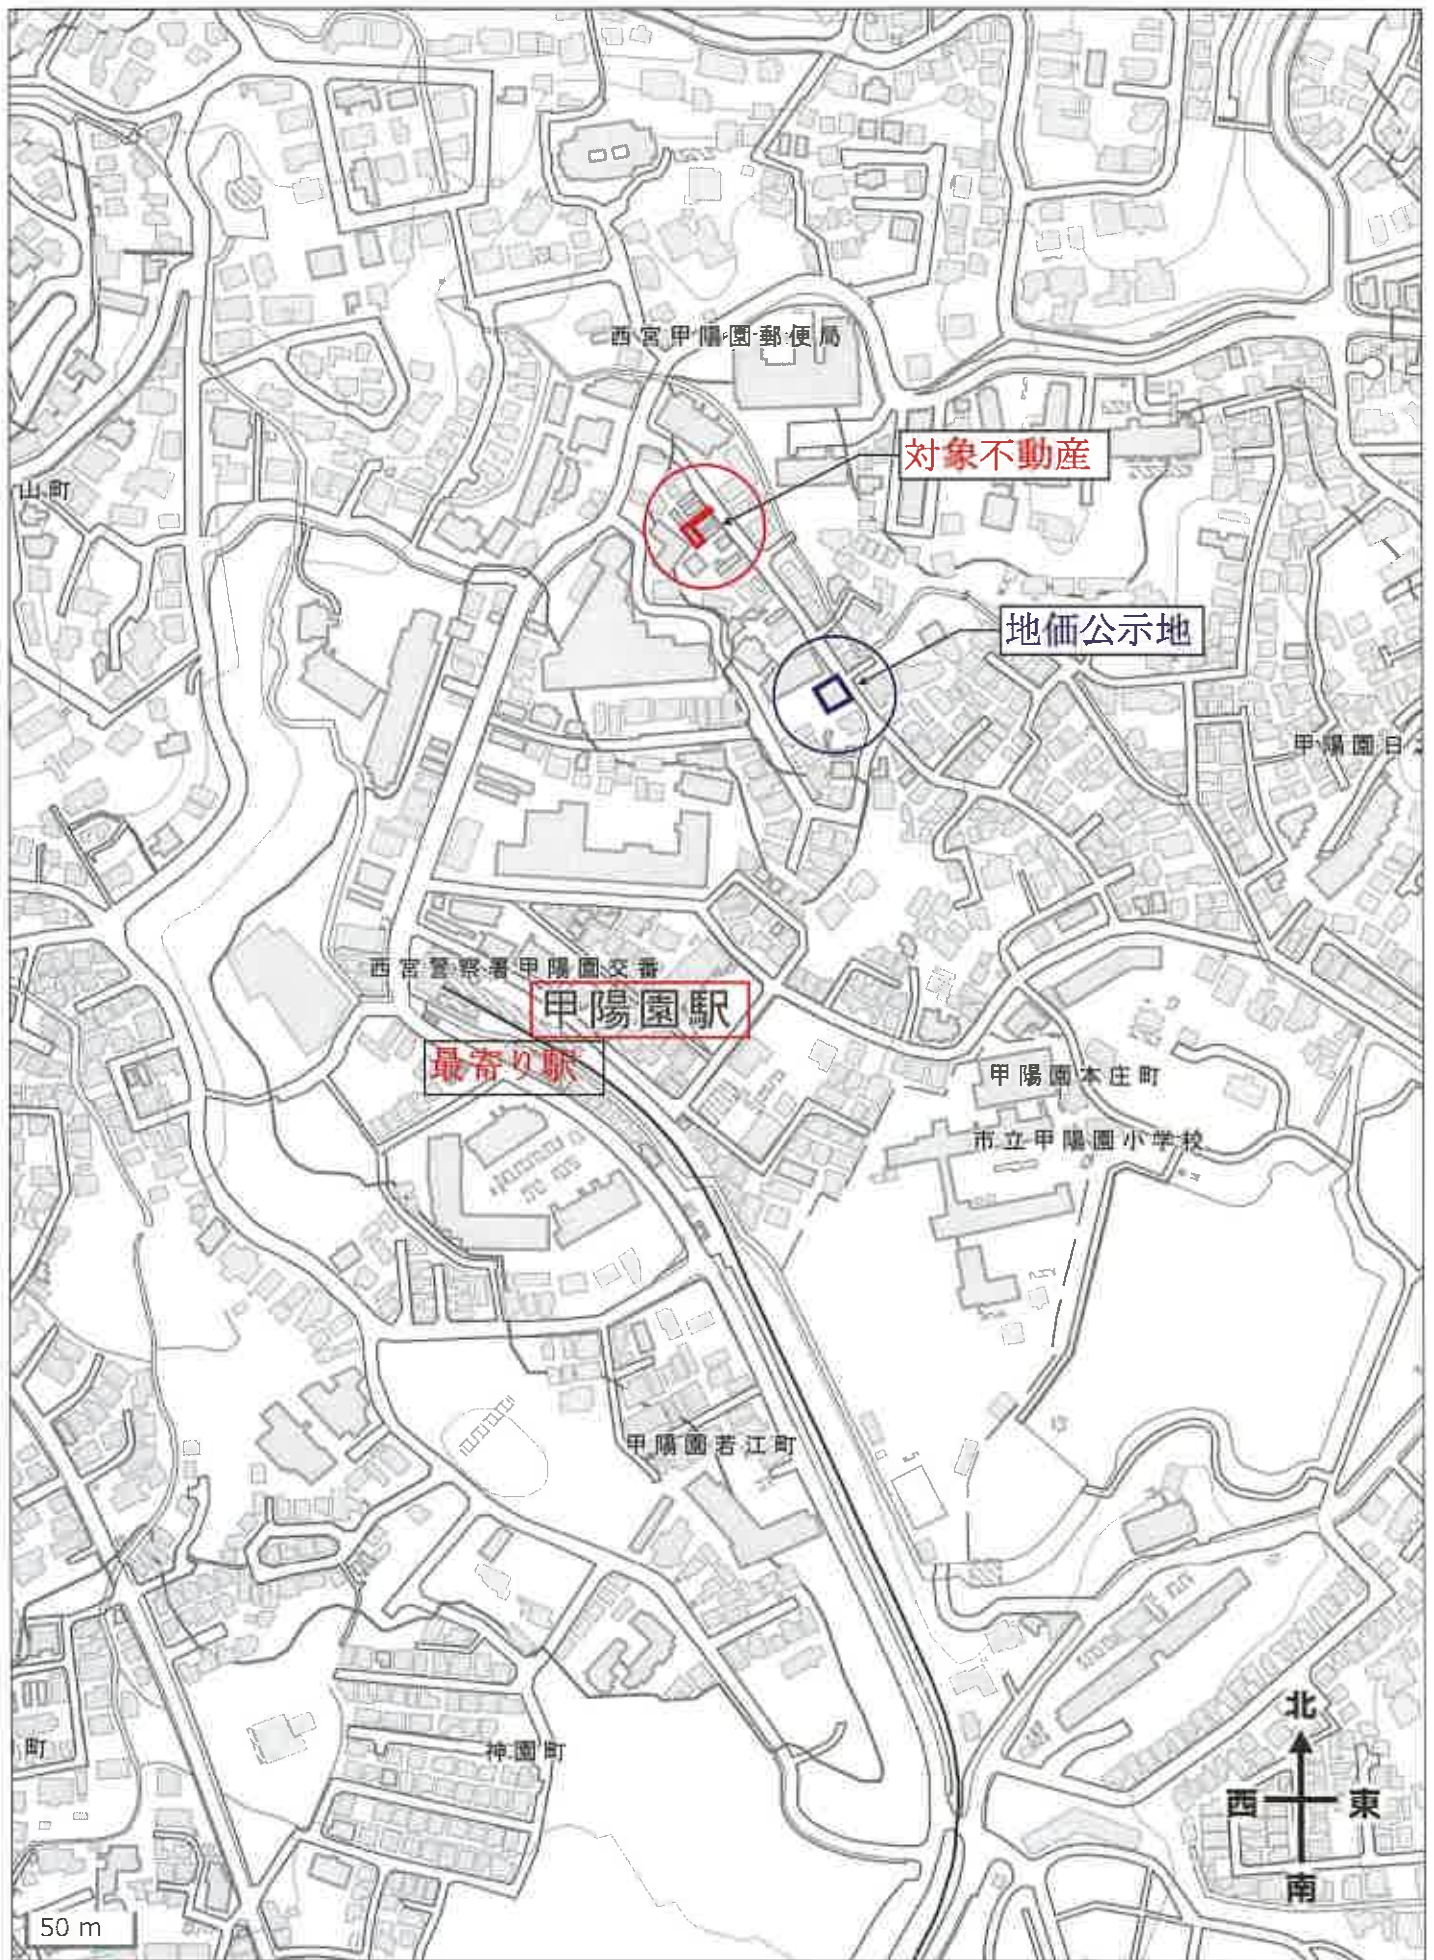 西宮甲陽園郵便局
対象不動産
山町
地価公示地
甲陽園日
西宮警察署甲陽園交番
甲陽園駅
最寄り駅
甲陽園本庄町
市立甲陽園小学校
甲陽園若江町
神園町
町
北
西
東
南
50 m